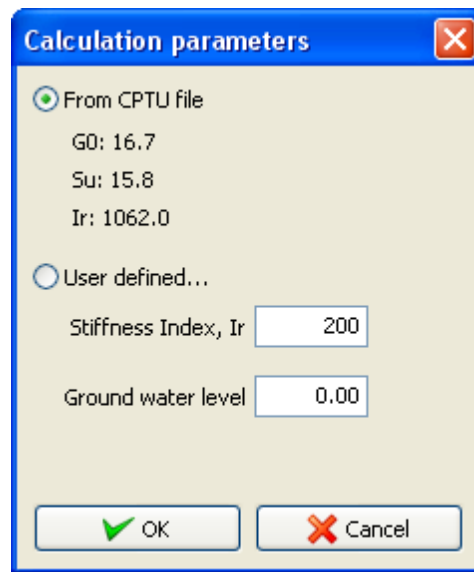 Calculation parameters
From CPTU file
G0: 16.7
Su: 15.8
Ir: 1062.0
User defined...
Stiffness Index, Ir 200
Ground water level 0.00
OK Cancel